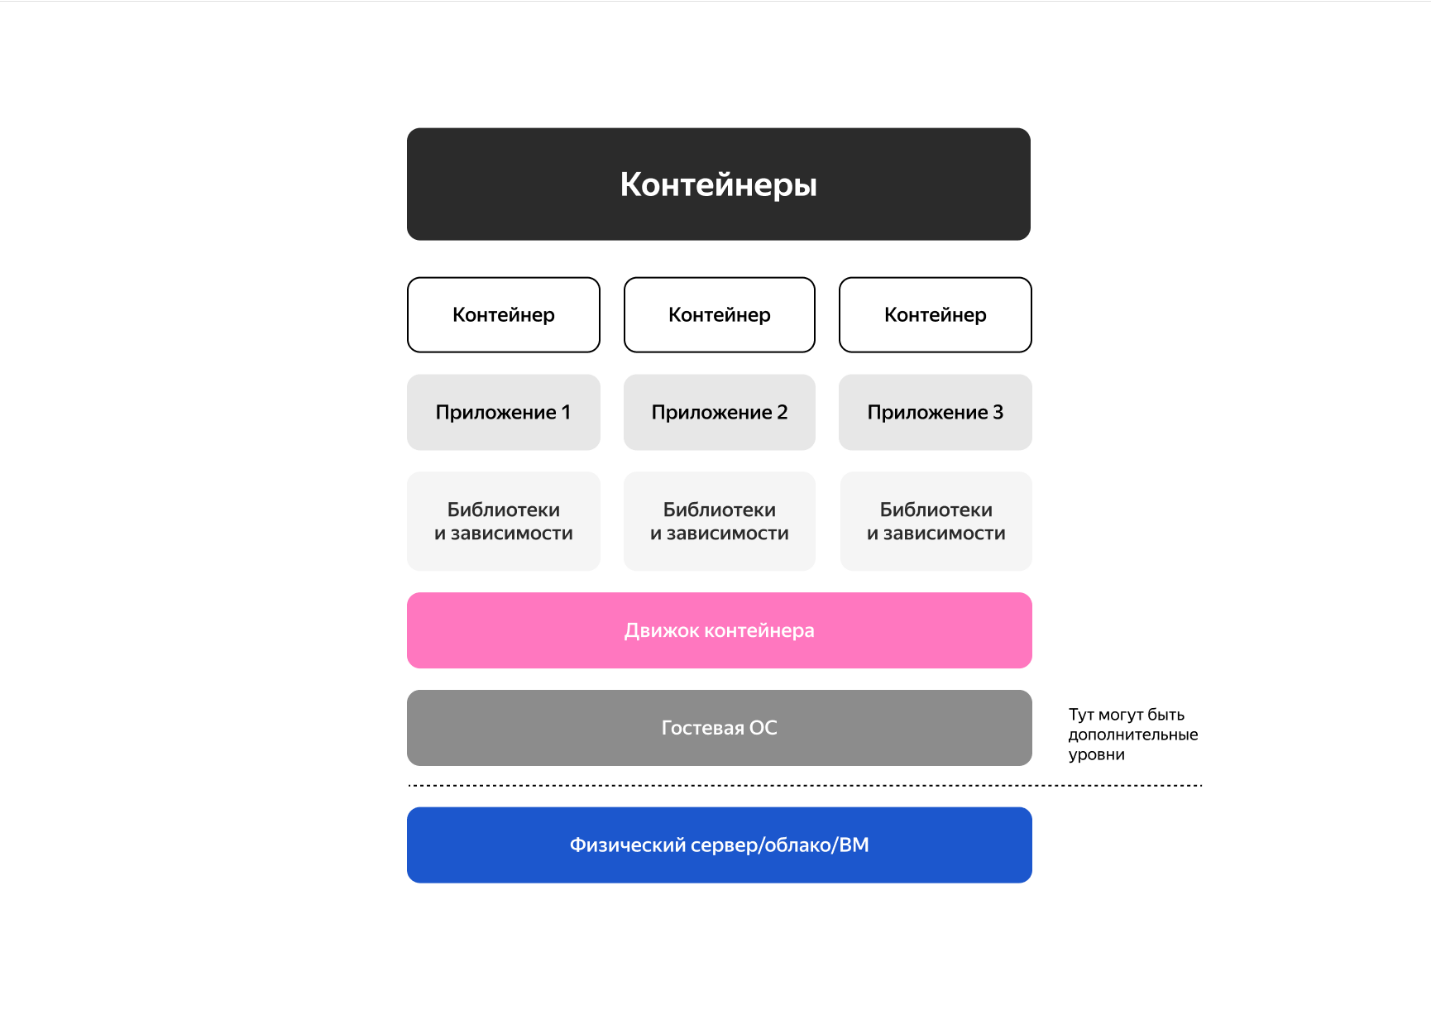 Контейнеры
Контейнер
Контейнер
Контейнер
Приложение 1
Приложение 2
Приложение 3
Библиотеки
и зависимости
Библиотеки
и зависимости
Библиотеки
и зависимости
Движок контейнера
Гостевая ОС
Тут могут быть
дополнительные
уровни
Физический сервер/облако/ВМ